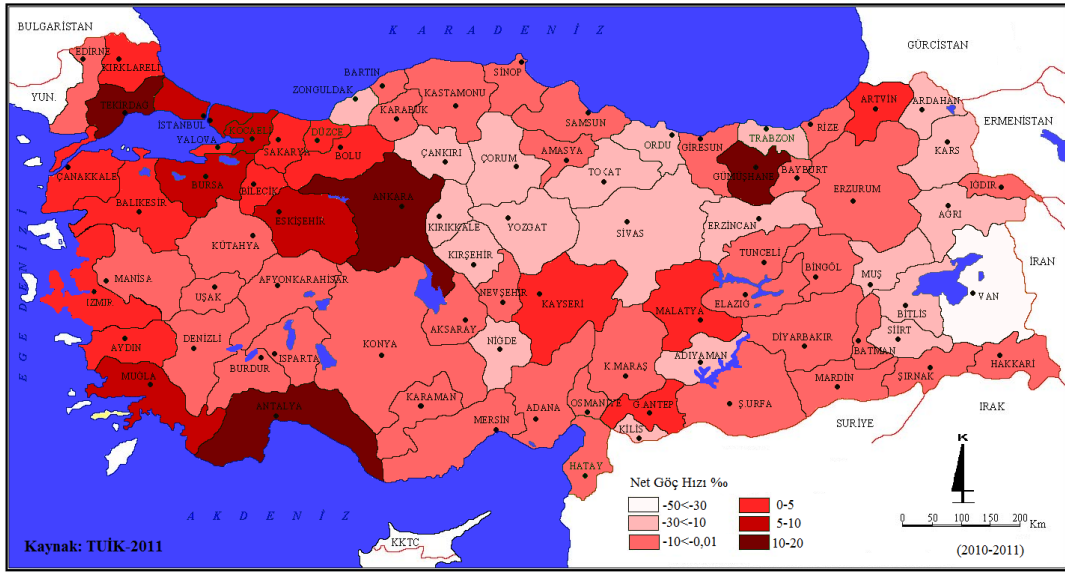 BULGARİSTAN
K A R A D E N İ Z
GÜRCİSTAN
EDİRNE
KIRKLARELİ
SİNOP
BARTIN
ZONGULDAK
KASTAMONU
ARTVİN
ARDAHAN
YUN.
TEKİRDAĞ
KARABÜK
SAMSUN
ERMENİSTAN
İSTANBUL
KOCAELİ
DÜZCE
RİZE
YALOVA
SAKARYA
BOLU
ORDU
GİRESUN
TRABZON
KARS
ÇANKIRI
ÇORUM
AMASYA
ÇANAKKALE
BURSA
BİLECİK
TOKAT
GÜMÜŞHANE
BAYBURT
ERZURUM
IĞDIR
BALIKESİR
ANKARA
ESKİŞEHİR
KIRIKKALE
YOZGAT
SİVAS
ERZİNCAN
AĞRI
KÜTAHYA
KIRŞEHİR
TUNCELİ
BİNGÖL
MUŞ
İRAN
MANİSA
AFYONKARAHİSAR
UŞAK
NEVŞEHİR
KAYSERİ
ELAZIĞ
VAN
İZMİR
MALATYA
BİTLİS
E G E D E N İ Z İ
AKSARAY
DİYARBAKIR
SİİRT
AYDIN
DENİZLİ
ISPARTA
KONYA
NİĞDE
ADIYAMAN
BATMAN
BURDUR
K.MARAŞ
HAKKARİ
MUĞLA
ŞIRNAK
MARDİN
ANTALYA
KARAMAN
OSMANİYE
G.ANTEP
Ş.URFA
ADANA
MERSİN
KİLİS
SURİYE
IRAK
HATAY
K
Net Göç Hızı ‰
-50<-30
0-5
-30<-10
5-10
-10<-0,01
10-20
A K D E N İ Z
0 50 100 150 200 Km
KKTC
Kaynak: TUİK-2011
(2010-2011)